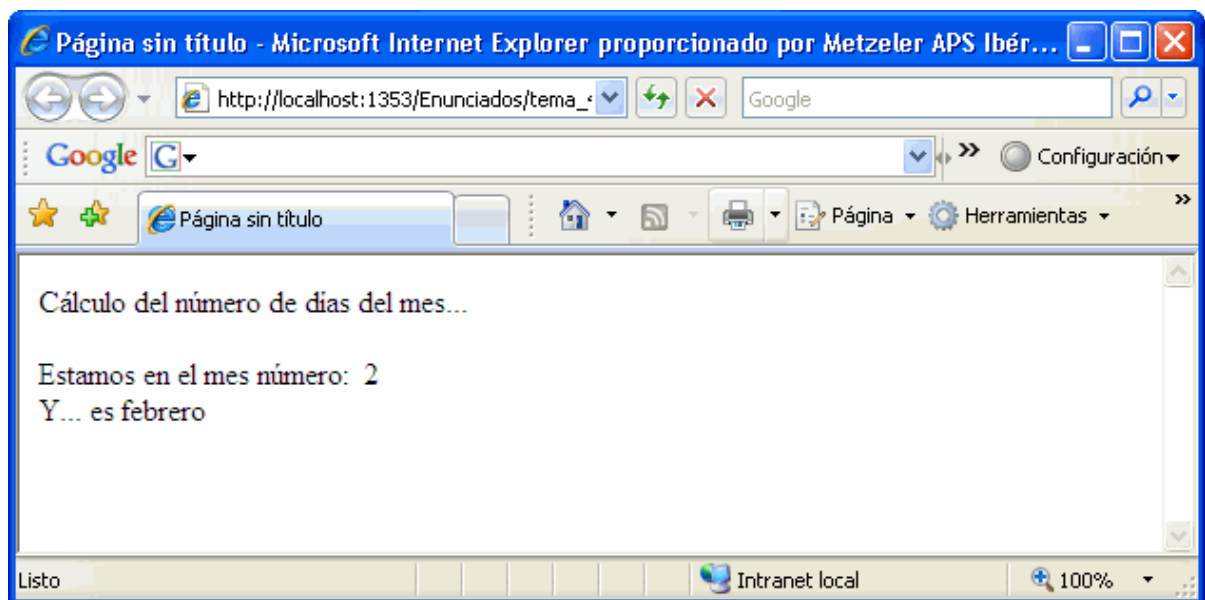 Página sin título - Microsoft Internet Explorer proporcionado por Metzeler APS Ibér...
http://localhost:1353/Enunciados/tema_
Google
Google G
Configuración
Página sin título
Página
Herramientas
Cálculo del número de días del mes...
Estamos en el mes número: 2
Y... es febrero
Listo
Intranet local
100%